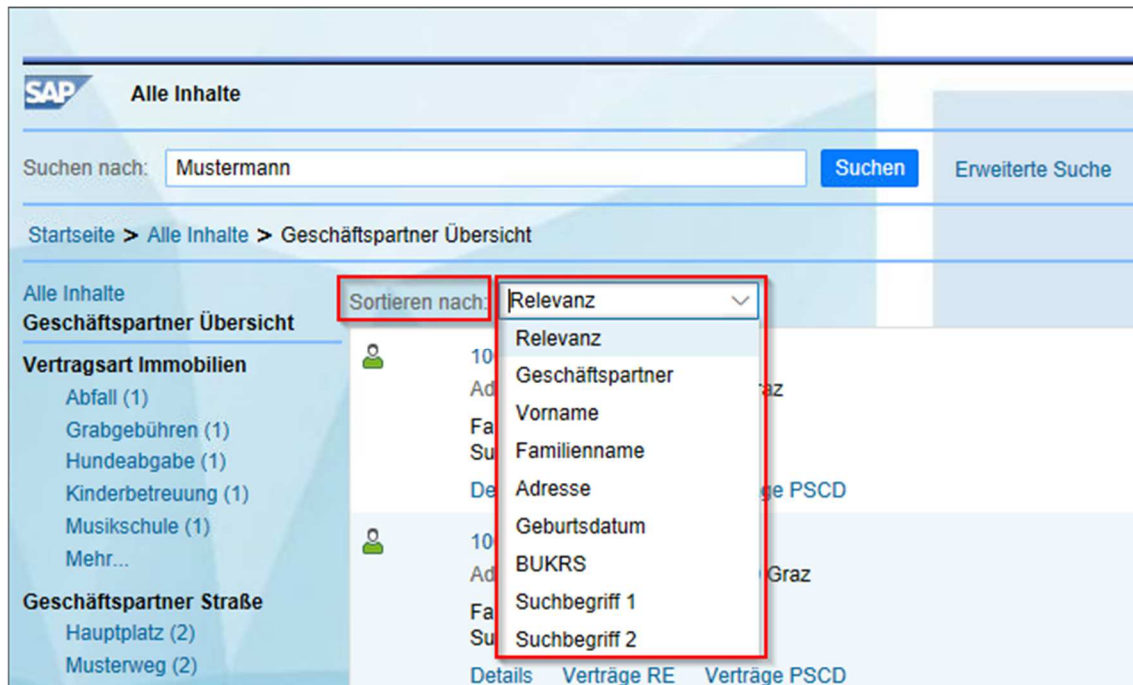 SAP Alle Inhalte
Suchen nach: Mustermann Suchen Erweiterte Suche
Startseite > Alle Inhalte > Geschäftspartner Übersicht
Alle Inhalte
Geschäftspartner Übersicht
Vertragsart Immobilien
Abfall (1)
Grabgebühren (1)
Hundeabgabe (1)
Kinderbetreuung (1)
Musikschule (1)
Mehr...
Geschäftspartner Straße
Hauptplatz (2)
Musterweg (2)
Sortieren nach: Relevanz
Relevanz
Geschäftspartner
Vorname
Familienname
Adresse
Geburtsdatum
BUKRS
Suchbegriff 1
Suchbegriff 2
PSCD
Graz
Details Verträge RE Verträge PSCD